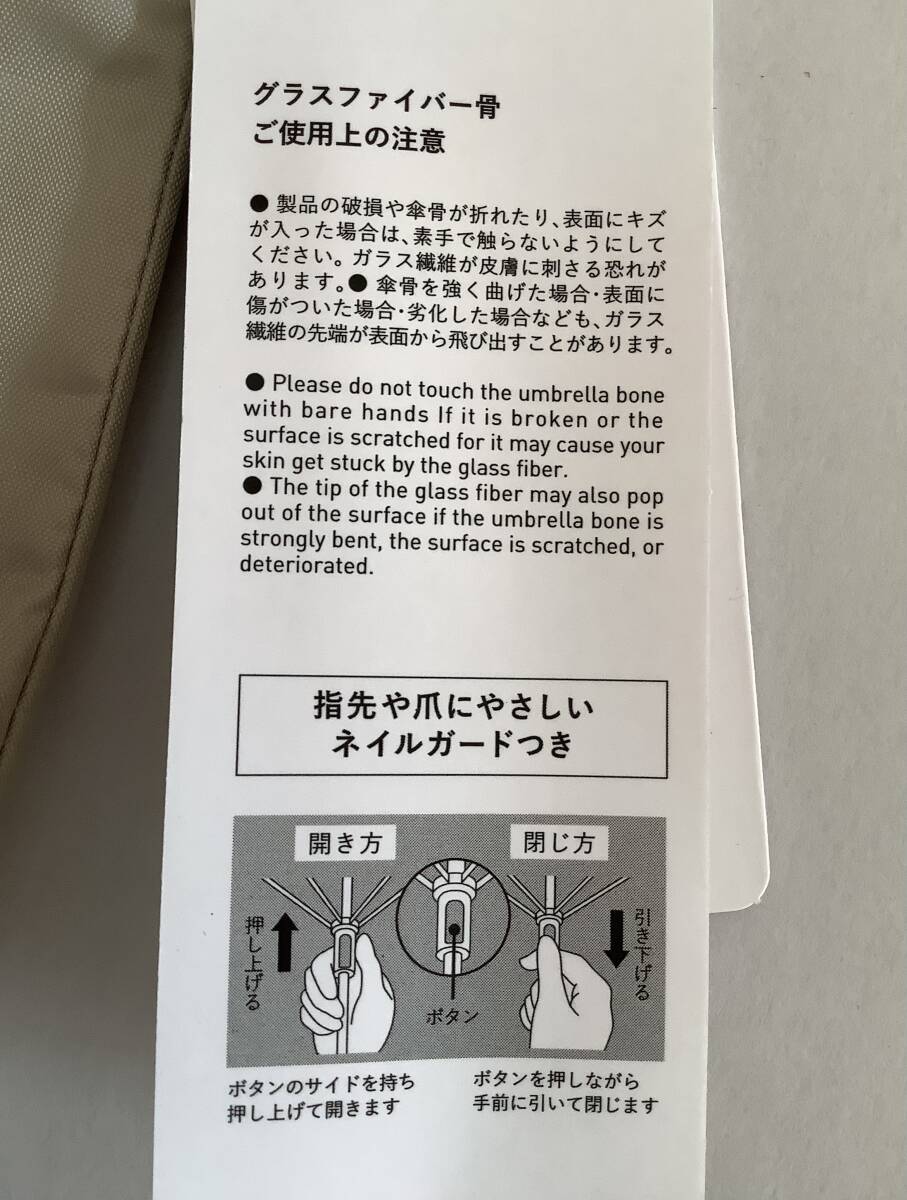 グラスファイバー骨
ご使用上の注意
● 製品の破損や傘骨が折れたり、表面にキズ
が入った場合は、素手で触らないようにして
ください。ガラス繊維が皮膚に刺さる恐れが
あります。● 傘骨を強く曲げた場合・表面に
傷がついた場合・劣化した場合なども、ガラス
繊維の先端が表面から飛び出すことがあります。
● Please do not touch the umbrella bone
with bare hands If it is broken or the
surface is scratched for it may cause your
skin get stuck by the glass fiber.
● The tip of the glass fiber may also pop
out of the surface if the umbrella bone is
strongly bent, the surface is scratched, or
deteriorated.
指先や爪にやさしい
ネイルガードつき
開き方
閉じ方
押し上げる
ボタン
引き下げる
ボタンのサイドを持ち
押し上げて開きます
ボタンを押しながら
手前に引いて閉じます